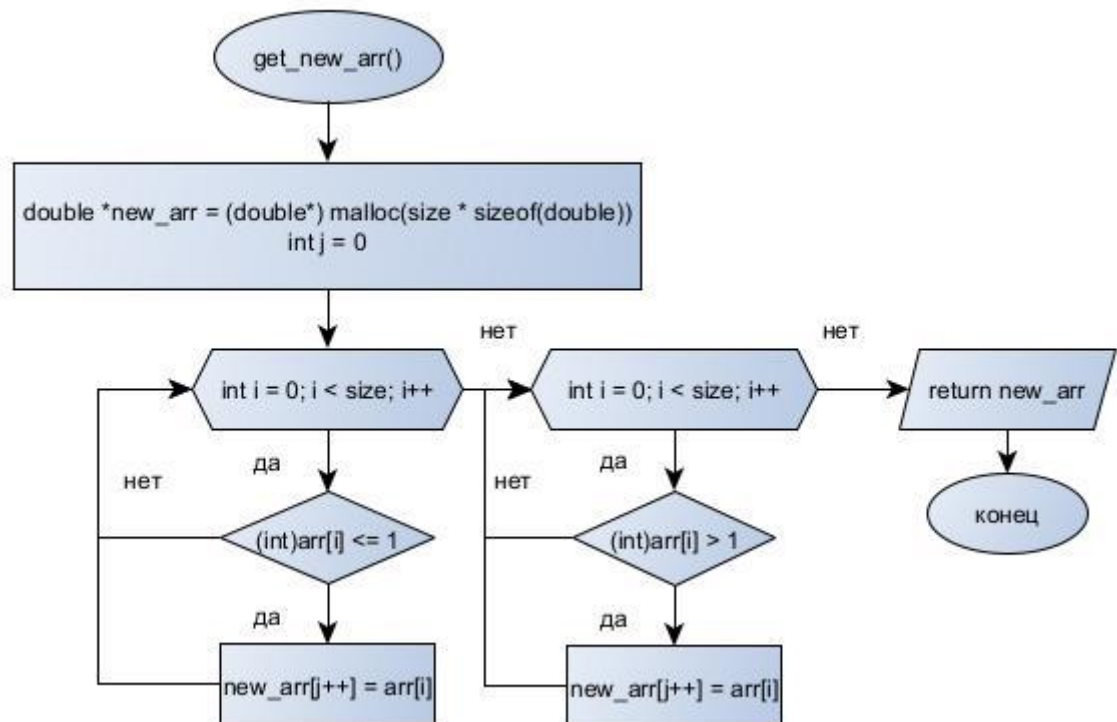 get_new_arr()
double *new_arr = (double*) malloc(size * sizeof(double))
int j = 0
int i = 0; i < size; i++
да
нет
(int)arr[i] <= 1
да
new_arr[j++] = arr[i]
нет
int i = 0; i < size; i++
да
нет
(int)arr[i] > 1
да
new_arr[j++] = arr[i]
нет
return new_arr
конец